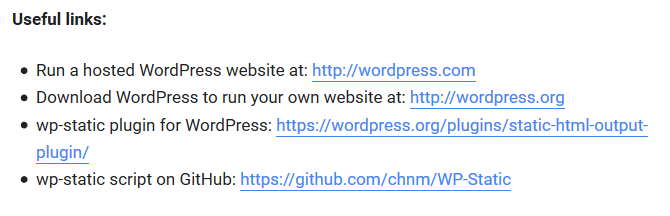 Useful links:
• Run a hosted WordPress website at: http://wordpress.com
• Download WordPress to run your own website at: http://wordpress.org
• wp-static plugin for WordPress: https://wordpress.org/plugins/static-html-output-
plugin/
• wp-static script on GitHub: https://github.com/chnm/WP-Static